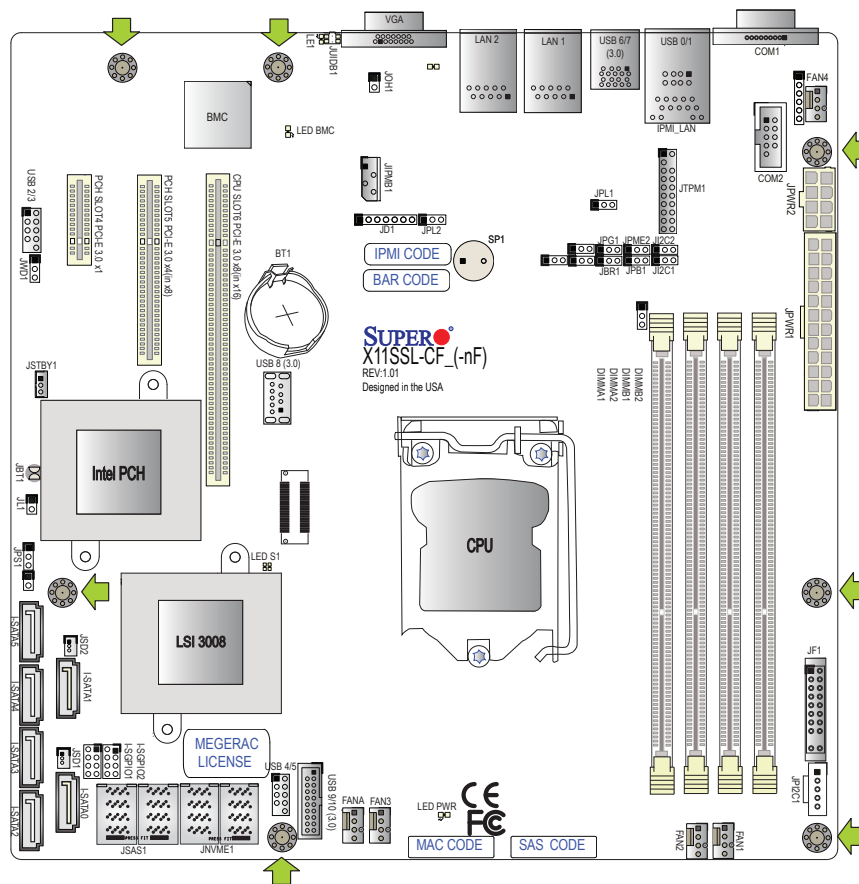 VGA
LE1
JUIDB1
LAN 2
LAN 1
USB 6/7
(3.0)
USB 0/1
IPMI_LAN
COM1
FAN4
JOH1
BMC
LED BMC
COM2
JPWR2
USB 2/3
JWD1
PCH SLOT4 PCI-E 3.0 x1
PCH SLOT5 PCI-E 3.0 x4(in x8)
CPU SLOT6 PCI-E 3.0 x8(in x16)
JIPMB1
JTPM1
JPL1
JD1
JPL2
SP1
IPMI CODE
BAR CODE
BT1
JPG1
JPME2
JI2C2
JBR1
JPB1
JI2C1
JPWR1
SUPER
X11SSL-CF_(-nF)
REV:1.01
Designed in the USA
USB 8 (3.0)
DIMMA1
DIMMA2
DIMMB1
DIMMB2
JSTBY1
Intel PCH
JBT1
JL1
CPU
JPS1
LED S1
LSI 3008
I-SATA5
JSD2
I-SATA1
I-SATA4
JF1
MEGERAC
LICENSE
I-SATA3
JSD1
I-SGPIO1
I-SGPIO2
USB 4/5
USB 9/10 (3.0)
JPI2C1
I-SATA2
I-SATA0
PRESS FIT
PRESS FIT
JSAS1
JNVME1
FANA
FAN3
LED PWR
CE
FC
MAC CODE
SAS CODE
FAN2
FAN1